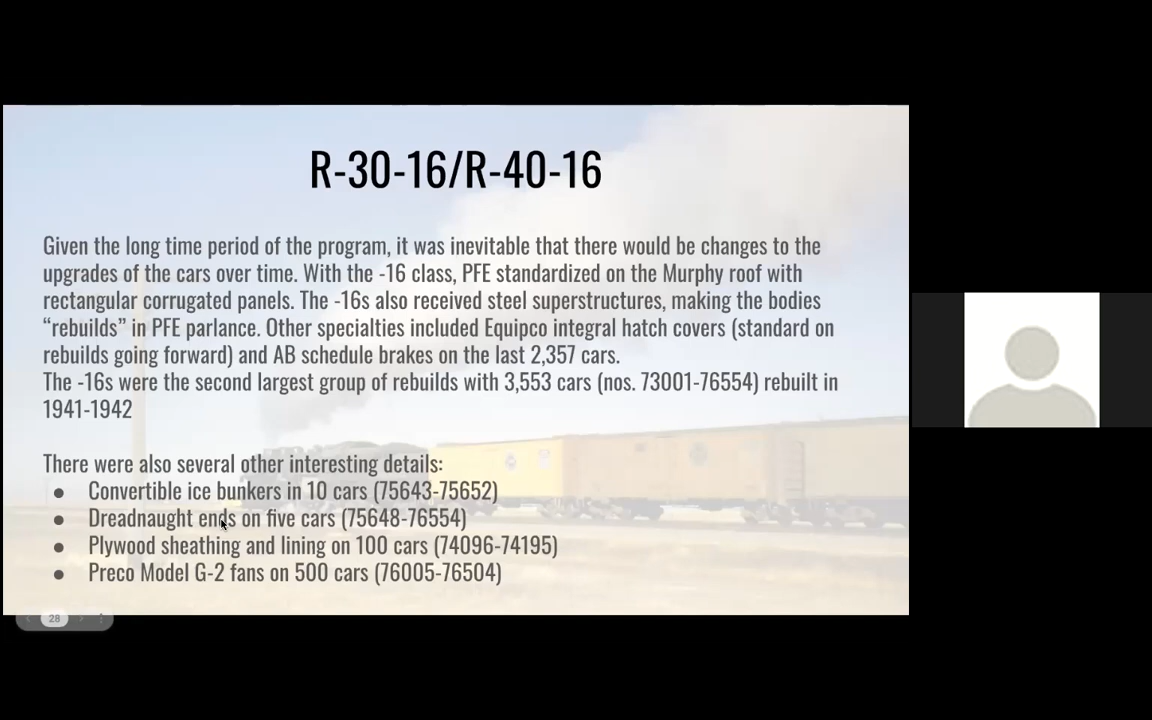 R-30-16/R-40-16
Given the long time period of the program, it was inevitable that there would be changes to the
upgrades of the cars over time. With the -16 class, PFE standardized on the Murphy roof with
rectangular corrugated panels. The -16s also received steel superstructures, making the bodies
“rebuilds” in PFE parlance. Other specialties included Equipco integral hatch covers (standard on
rebuilds going forward) and AB schedule brakes on the last 2,357 cars.
The -16s were the second largest group of rebuilds with 3,553 cars (nos. 73001-76554) rebuilt in
1941-1942
There were also several other interesting details:
● Convertible ice bunkers in 10 cars (75643-75652)
● Dreadnaught ends on five cars (75648-76554)
● Plywood sheathing and lining on 100 cars (74096-74195)
● Preco Model G-2 fans on 500 cars (76005-76504)
28